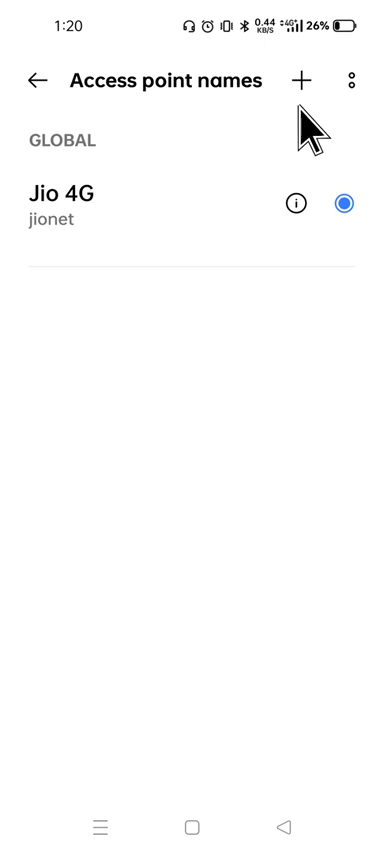 1:20
0.44
KB/S
4G+
26%
Access point names
GLOBAL
Jio 4G
jionet